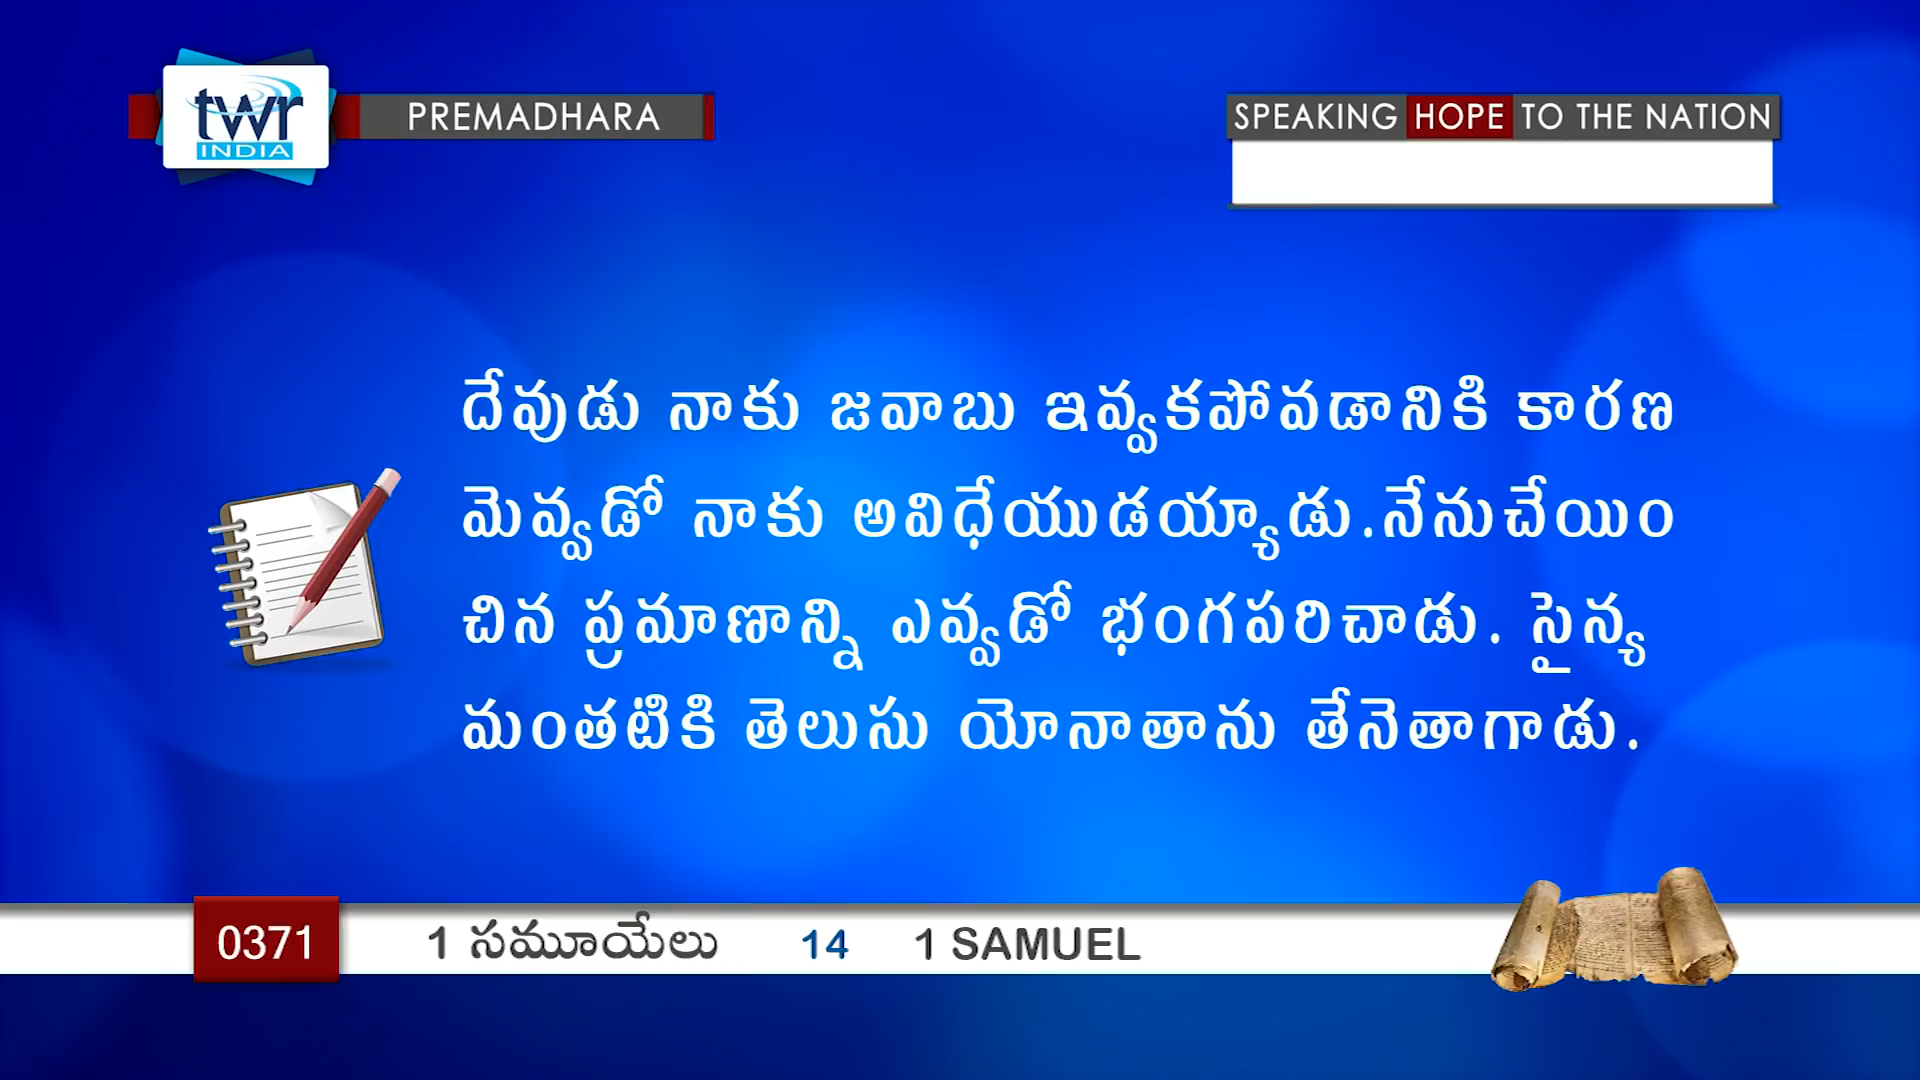 twr
INDIA
PREMADHARA
SPEAKING HOPE TO THE NATION
దేవుడు నాకు జవాబు ఇవ్వకపోవడానికి కారణ
మెవ్వడో నాకు అవిధేయుడయ్యాడు.నేనుచేయిం
చిన ప్రమాణాన్ని ఎవ్వడో భంగపరిచాడు. సైన్య
మంతటికి తెలుసు యోనాతాను తేనెతాగాడు.
0371 1 సమూయేలు 14 1 SAMUEL